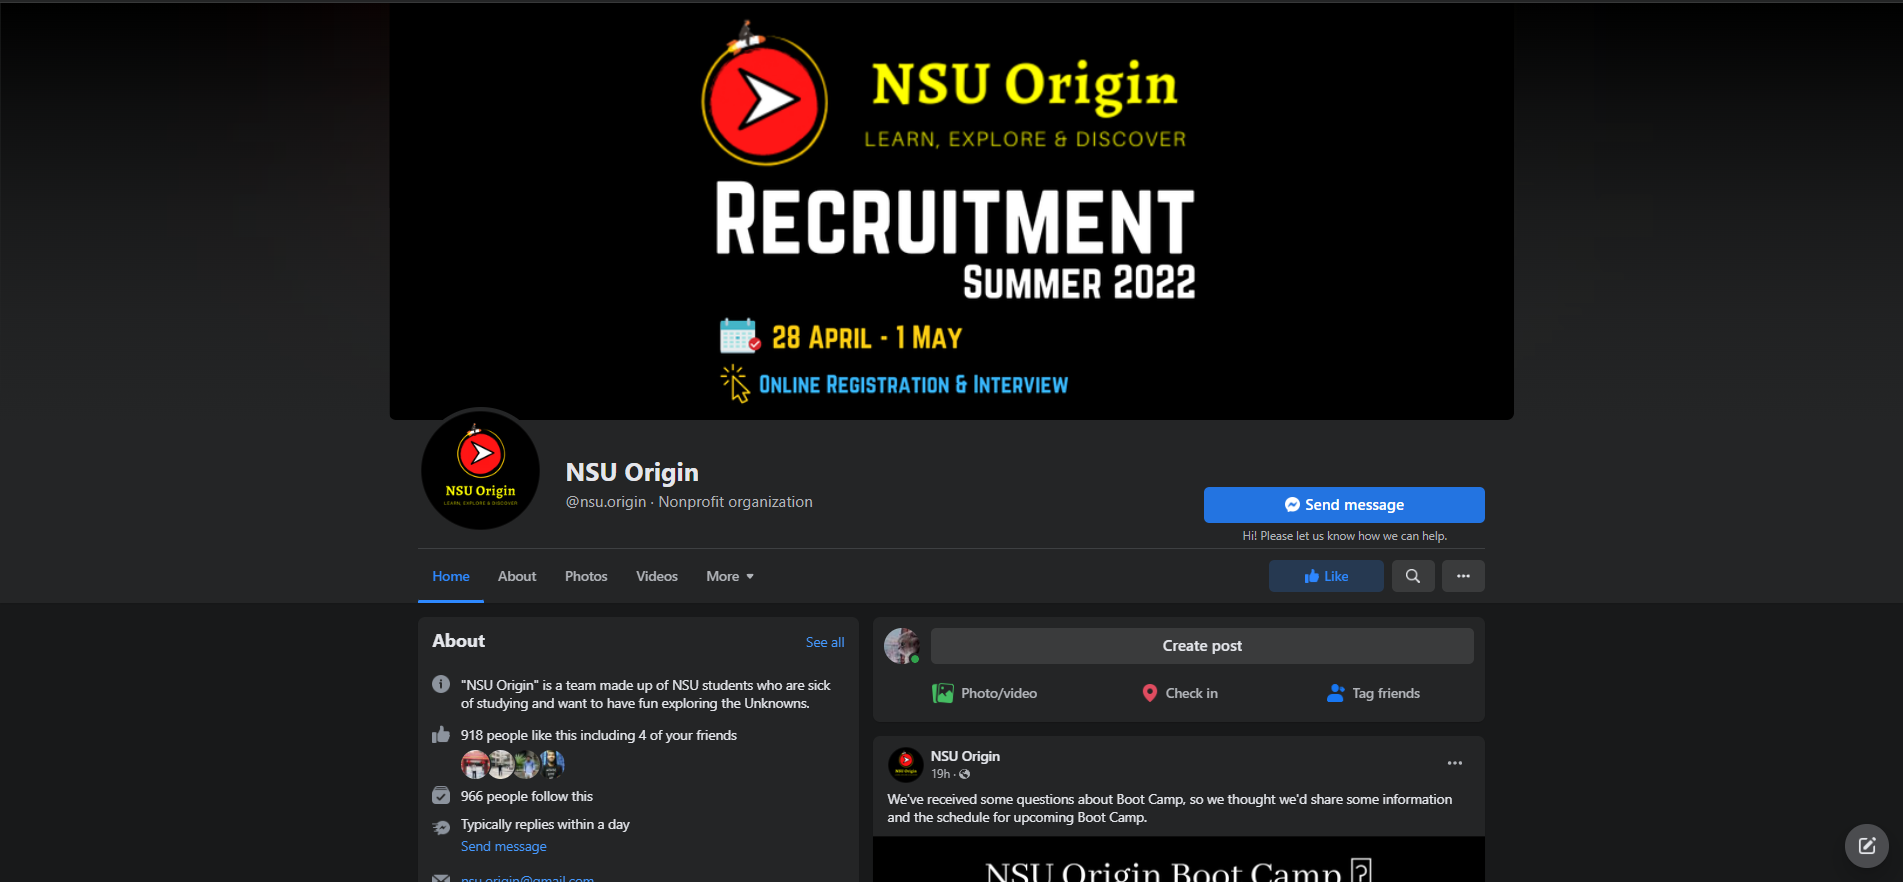 NSU Origin
LEARN, EXPLORE & DISCOVER
RECRUITMENT
SUMMER 2022
28 APRIL - 1 MAY
ONLINE REGISTRATION & INTERVIEW
NSU Origin
LEARN, EXPLORE & DISCOVER
NSU Origin
@nsu.origin · Nonprofit organization
Send message
Hi! Please let us know how we can help.
Home
About
Photos
Videos
More
Like
About
See all
"NSU Origin" is a team made up of NSU students who are sick
of studying and want to have fun exploring the Unknowns.
918 people like this including 4 of your friends
966 people follow this
Typically replies within a day
Send message
nsu.origin@gmail.com
Create post
Photo/video
Check in
Tag friends
NSU Origin
19h ·
We've received some questions about Boot Camp, so we thought we'd share some information
and the schedule for upcoming Boot Camp.
NSU Origin Boot Camp